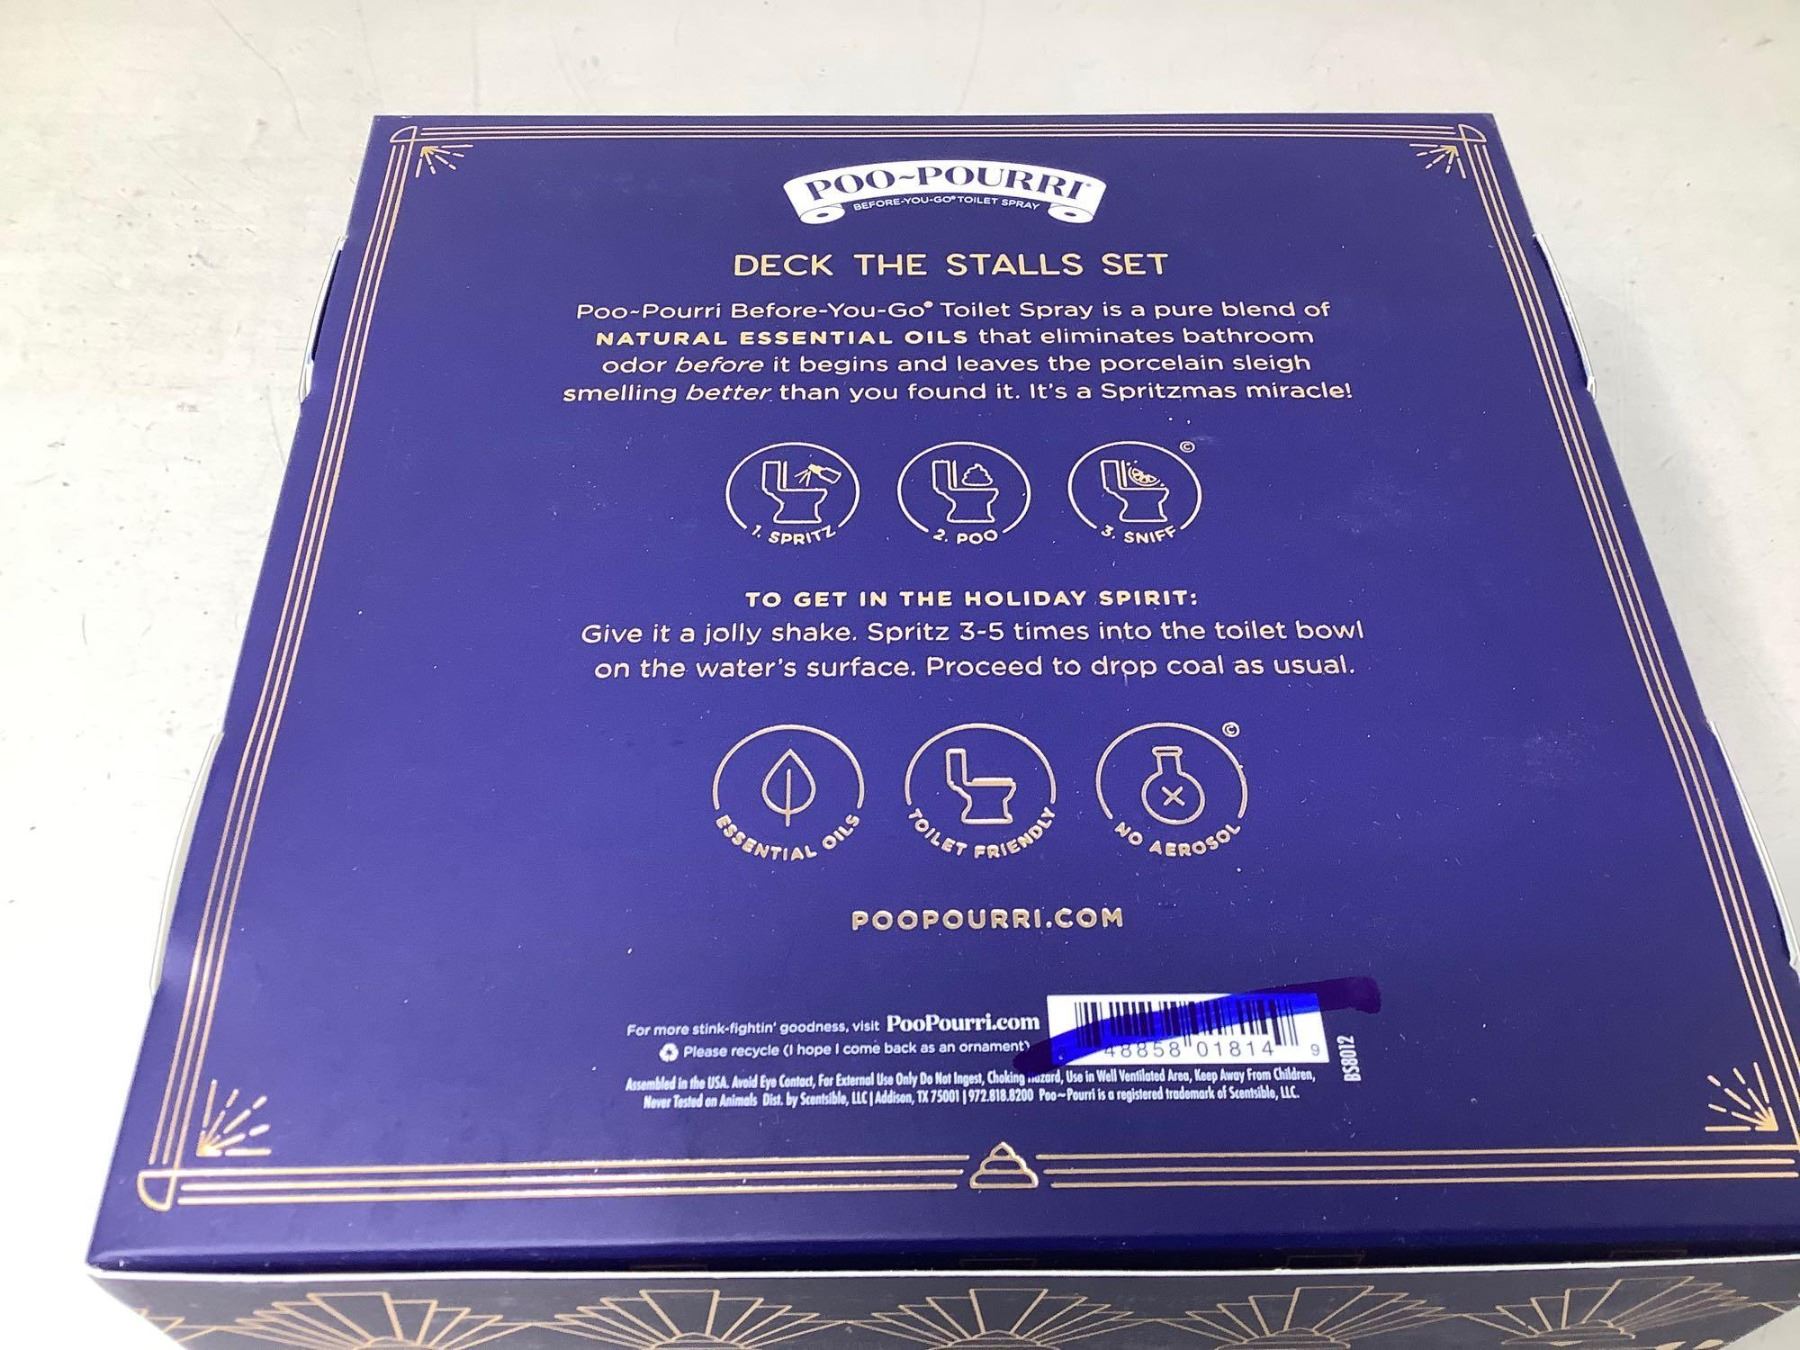 POO~POURRI
BEFORE-YOU-GO® TOILET SPRAY
DECK THE STALLS SET
Poo~Pourri Before-You-Go® Toilet Spray is a pure blend of
NATURAL ESSENTIAL OILS that eliminates bathroom
odor before it begins and leaves the porcelain sleigh
smelling better than you found it. It's a Spritzmas miracle!
©
1. SPRITZ
2. POO
3. SNIFF
TO GET IN THE HOLIDAY SPIRIT:
Give it a jolly shake. Spritz 3-5 times into the toilet bowl
on the water's surface. Proceed to drop coal as usual.
©
ESSENTIAL OILS
TOILET FRIENDLY
NO AEROSOL
POOPOURRI.COM
For more stink-fightin' goodness, visit PooPourri.com
Please recycle (I hope I come back as an ornament)
48858 01814 9
BS8012
Assembled in the USA. Avoid Eye Contact, For External Use Only Do Not Ingest, Choking Hazard, Use in Well Ventilated Area, Keep Away From Children,
Never Tested on Animals Dist. by Scentsible, LLC | Addison, TX 75001 | 972.818.8200 Poo~Pourri is a registered trademark of Scentsible, LLC.